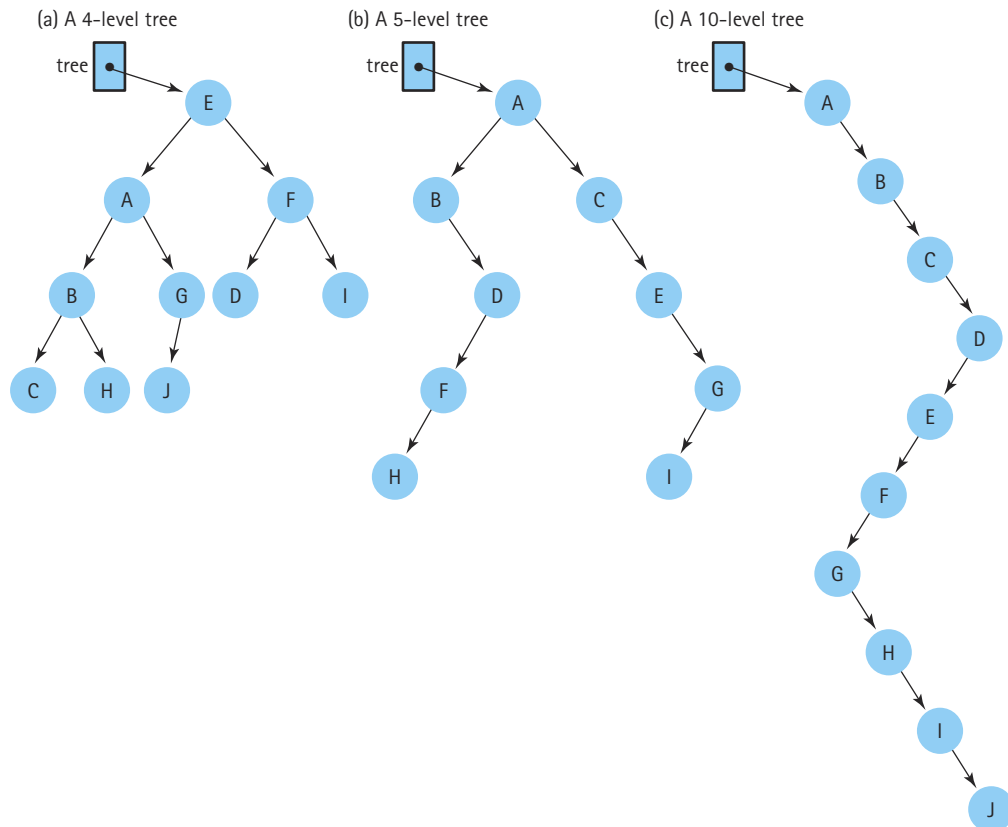 (a) A 4-level tree
tree
E
A F
B G D I
C H J
(b) A 5-level tree
tree
A
B C
D E
F G
H I
(c) A 10-level tree
tree
A
B
C
D
E
F
G
H
I
J